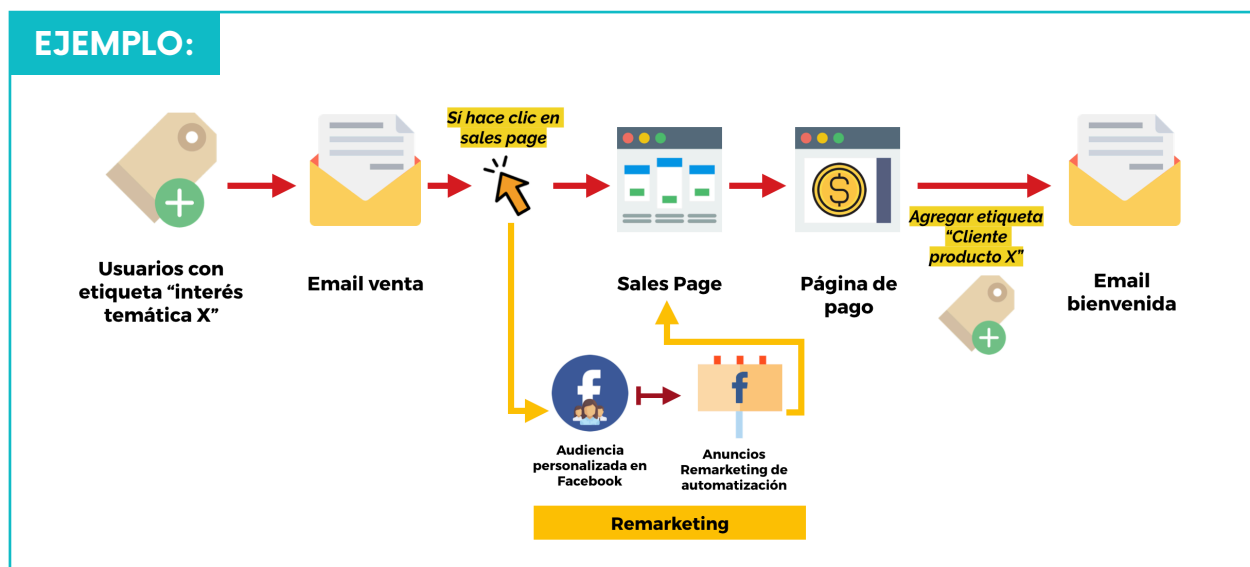 EJEMPLO:
Sí hace clic en
sales page
Usuarios con
etiqueta “interés
temática X”
Email venta
Sales Page
Página de
pago
Agregar etiqueta
“Cliente
producto X”
Email
bienvenida
Audiencia
personalizada en
Facebook
Anuncios
Remarketing de
automatización
Remarketing